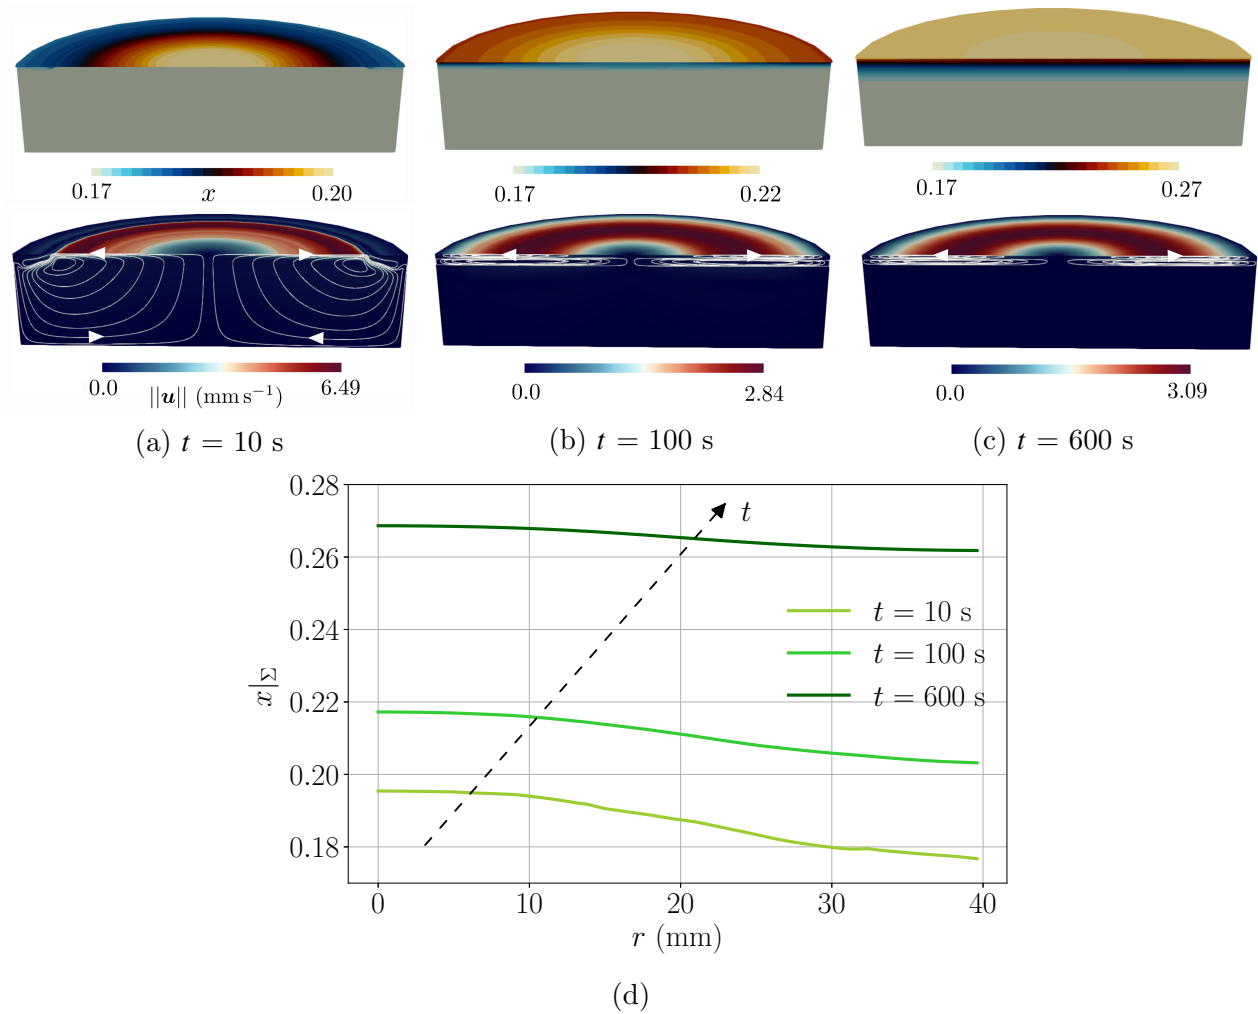 0.17 x 0.20
0.17 0.22
0.17 0.27
0.0 ||u|| (mm s⁻¹) 6.49
0.0 2.84
0.0 3.09
(a) t = 10 s
(b) t = 100 s
(c) t = 600 s
0.28
0.26
0.24
0.22
0.20
0.18
x|Σ
t
t = 10 s
t = 100 s
t = 600 s
0 10 20 30 40
r (mm)
(d)